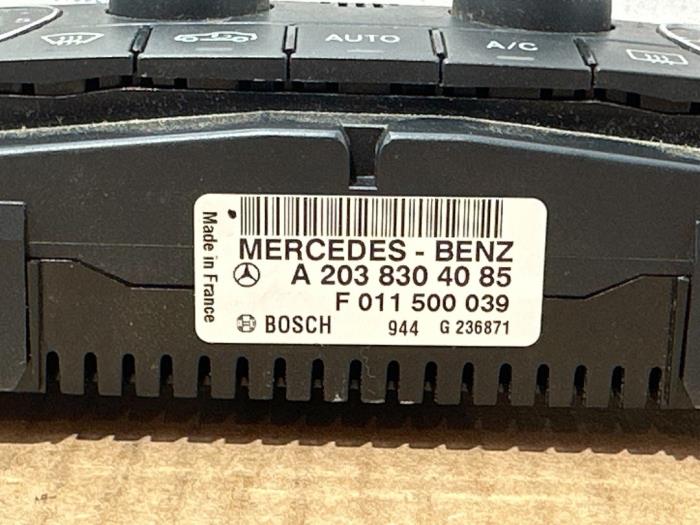 AUTO
A/C
Made in France
MERCEDES - BENZ
A 203 830 40 85
F 011 500 039
BOSCH 944 G 236871